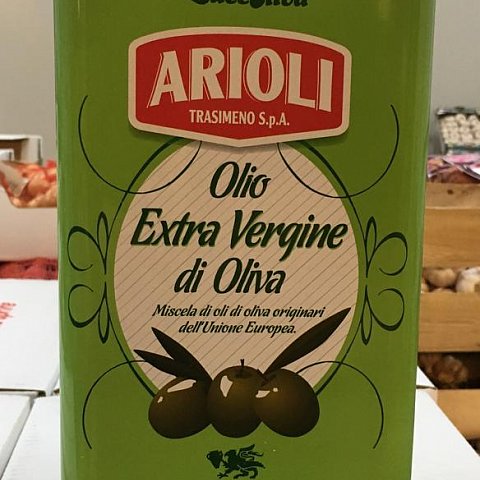 ARIOLI
TRASIMENO S.p.A.
Olio
Extra Vergine
di Oliva
Miscela di oli di oliva originari
dell'Unione Europea.